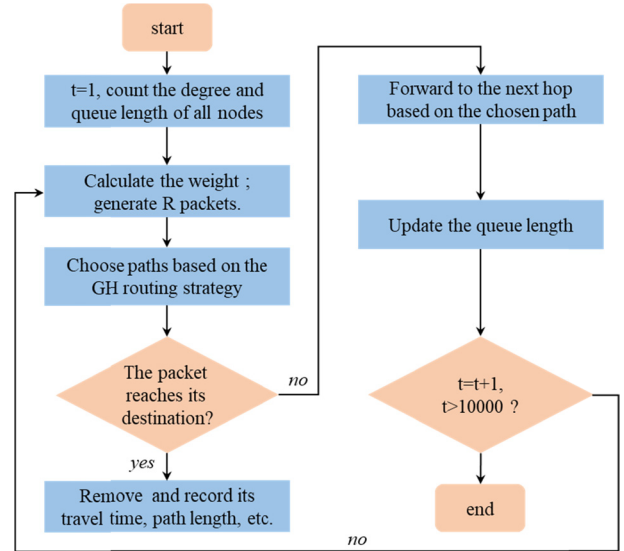 start
t=1, count the degree and
queue length of all nodes
Calculate the weight ;
generate R packets.
Choose paths based on the
GH routing strategy
The packet
reaches its
destination?
no
yes
Remove and record its
travel time, path length, etc.
Forward to the next hop
based on the chosen path
Update the queue length
t=t+1,
t>10000 ?
end
no